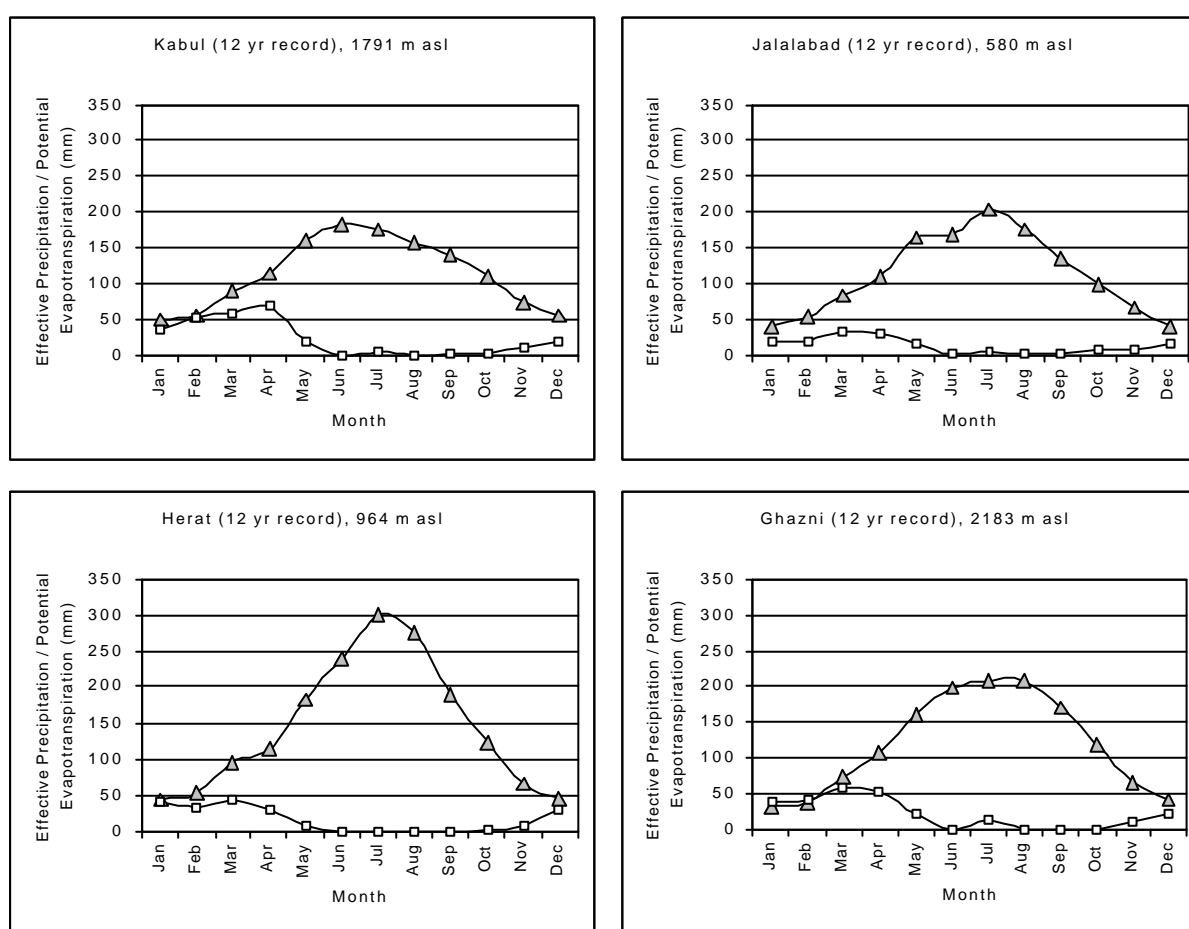 Kabul (12 yr record), 1791 m asl
Effective Precipitation / Potential
Evapotranspiration (mm)
350
300
250
200
150
100
50
0
Jan
Feb
Mar
Apr
May
Jun
Jul
Aug
Sep
Oct
Nov
Dec
Month
Jalalabad (12 yr record), 580 m asl
Effective Precipitation / Potential
Evapotranspiration (mm)
350
300
250
200
150
100
50
0
Jan
Feb
Mar
Apr
May
Jun
Jul
Aug
Sep
Oct
Nov
Dec
Month
Herat (12 yr record), 964 m asl
Effective Precipitation / Potential
Evapotranspiration (mm)
350
300
250
200
150
100
50
0
Jan
Feb
Mar
Apr
May
Jun
Jul
Aug
Sep
Oct
Nov
Dec
Month
Ghazni (12 yr record), 2183 m asl
Effective Precipitation / Potential
Evapotranspiration (mm)
350
300
250
200
150
100
50
0
Jan
Feb
Mar
Apr
May
Jun
Jul
Aug
Sep
Oct
Nov
Dec
Month